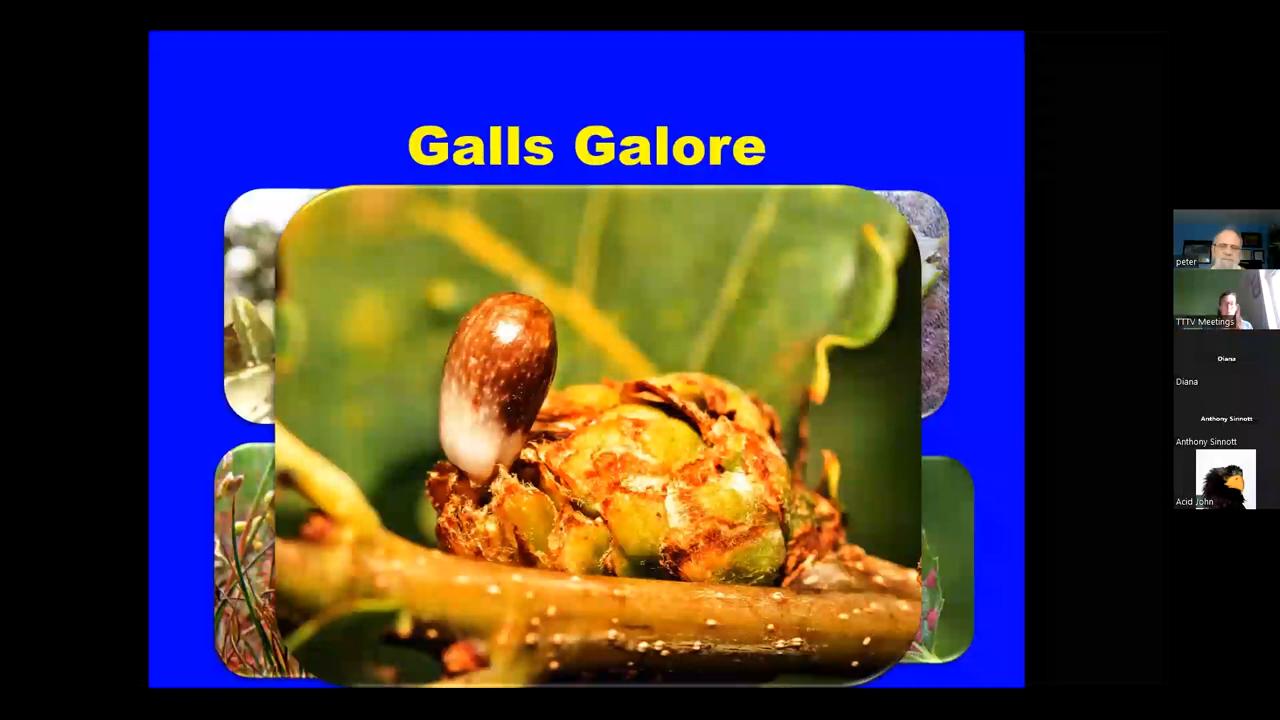 Galls Galore
peter
TTTV Meetings
Diana
Diana
Anthony Sinnott
Anthony Sinnott
Acid John